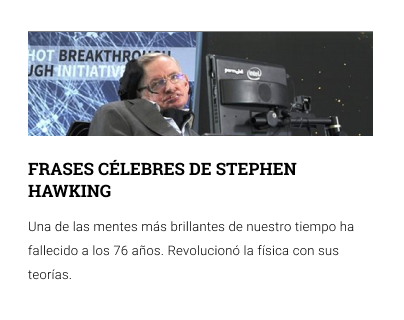 HOT BREAKTHROUGH
UGH INITIATIVE
intel
FRASES CÉLEBRES DE STEPHEN
HAWKING
Una de las mentes más brillantes de nuestro tiempo ha
fallecido a los 76 años. Revolucionó la física con sus
teorías.